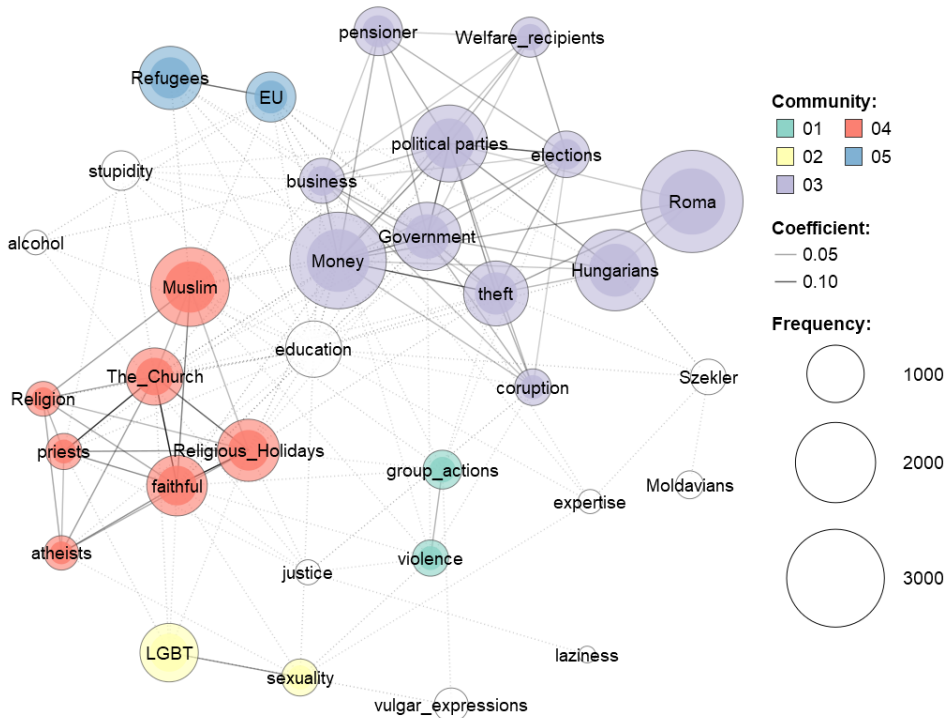 pensioner
Welfare_recipients
Refugees
EU
political parties
elections
stupidity
business
Roma
alcohol
Government
Money
Hungarians
Muslim
theft
education
The_Church
Szekler
coruption
Religion
priests
Religious_Holidays
group_actions
faithful
Moldavians
expertise
atheists
violence
justice
LGBT
sexuality
laziness
vulgar_expressions
Community:
01 04
02 05
03
Coefficient:
0.05
0.10
Frequency:
1000
2000
3000